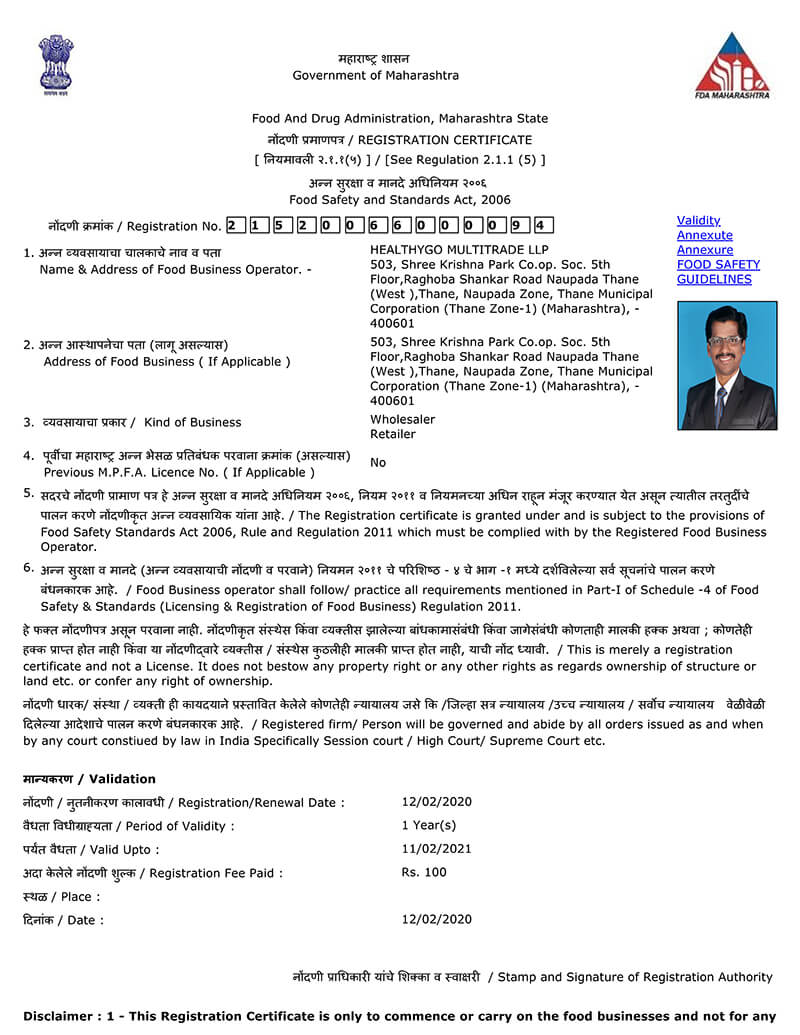 महाराष्ट्र शासन
Government of Maharashtra
FDA MAHARASHTRA
Food And Drug Administration, Maharashtra State
नोंदणी प्रमाणपत्र / REGISTRATION CERTIFICATE
[ नियमावली २.१.१(५) ] / [See Regulation 2.1.1 (5) ]
अन्न सुरक्षा व मानदे अधिनियम २००६
Food Safety and Standards Act, 2006
नोंदणी क्रमांक / Registration No. 2 1 5 2 0 0 6 6 0 0 0 0 9 4
Validity
Annexute
Annexure
FOOD SAFETY
GUIDELINES
1. अन्न व्यवसायाचा चालकाचे नाव व पता
Name & Address of Food Business Operator. -
HEALTHYGO MULTITRADE LLP
503, Shree Krishna Park Co.op. Soc. 5th
Floor,Raghoba Shankar Road Naupada Thane
(West ),Thane, Naupada Zone, Thane Municipal
Corporation (Thane Zone-1) (Maharashtra), -
400601
2. अन्न आस्थापनेचा पता (लागू असल्यास)
Address of Food Business ( If Applicable )
503, Shree Krishna Park Co.op. Soc. 5th
Floor,Raghoba Shankar Road Naupada Thane
(West ),Thane, Naupada Zone, Thane Municipal
Corporation (Thane Zone-1) (Maharashtra), -
400601
3. व्यवसायाचा प्रकार / Kind of Business
Wholesaler
Retailer
4. पूर्वीचा महाराष्ट्र अन्न भेसळ प्रतिबंधक परवाना क्रमांक (असल्यास)
Previous M.P.F.A. Licence No. ( If Applicable )
No
5. सदरचे नोंदणी प्रामाण पत्र हे अन्न सुरक्षा व मानदे अधिनियम २००६, नियम २०११ व नियमनच्या अधिन राहून मंजूर करण्यात येत असून त्यातील तरतुदींचे
पालन करणे नोंदणीकृत अन्न व्यवसायिक यांना आहे. / The Registration certificate is granted under and is subject to the provisions of
Food Safety Standards Act 2006, Rule and Regulation 2011 which must be complied with by the Registered Food Business
Operator.
6. अन्न सुरक्षा व मानदे (अन्न व्यवसायाची नोंदणी व परवाने) नियमन २०११ चे परिशिष्ठ - ४ चे भाग -१ मध्ये दर्शविलेल्या सर्व सूचनांचे पालन करणे
बंधनकारक आहे. / Food Business operator shall follow/ practice all requirements mentioned in Part-I of Schedule -4 of Food
Safety & Standards (Licensing & Registration of Food Business) Regulation 2011.
हे फक्त नोंदणीपत्र असून परवाना नाही. नोंदणीकृत संस्थेस किंवा व्यक्तीस झालेल्या बांधकामासंबंधी किंवा जागेसंबंधी कोणताही मालकी हक्क अथवा ; कोणतेही
हक्क प्राप्त होत नाही किंवा या नोंदणीद्वारे व्यक्तीस / संस्थेस कुठलीही मालकी प्राप्त होत नाही, याची नोंद ध्यावी. / This is merely a registration
certificate and not a License. It does not bestow any property right or any other rights as regards ownership of structure or
land etc. or confer any right of ownership.
नोंदणी धारक/ संस्था / व्यक्ती ही कायदयाने प्रस्तावित केलेले कोणतेही न्यायालय जसे कि /जिल्हा सत्र न्यायालय /उच्च न्यायालय / सर्वोच न्यायालय वेळीवेळी
दिलेल्या आदेशाचे पालन करणे बंधनकारक आहे. / Registered firm/ Person will be governed and abide by all orders issued as and when
by any court constiued by law in India Specifically Session court / High Court/ Supreme Court etc.
मान्यकरण / Validation
नोंदणी / नुतनीकरण कालावधी / Registration/Renewal Date : 12/02/2020
वैधता विधीग्राह्यता / Period of Validity : 1 Year(s)
पर्यंत वैधता / Valid Upto : 11/02/2021
अदा केलेले नोंदणी शुल्क / Registration Fee Paid : Rs. 100
स्थळ / Place :
दिनांक / Date : 12/02/2020
नोंदणी प्राधिकारी यांचे शिक्का व स्वाक्षरी / Stamp and Signature of Registration Authority
Disclaimer : 1 - This Registration Certificate is only to commence or carry on the food businesses and not for any